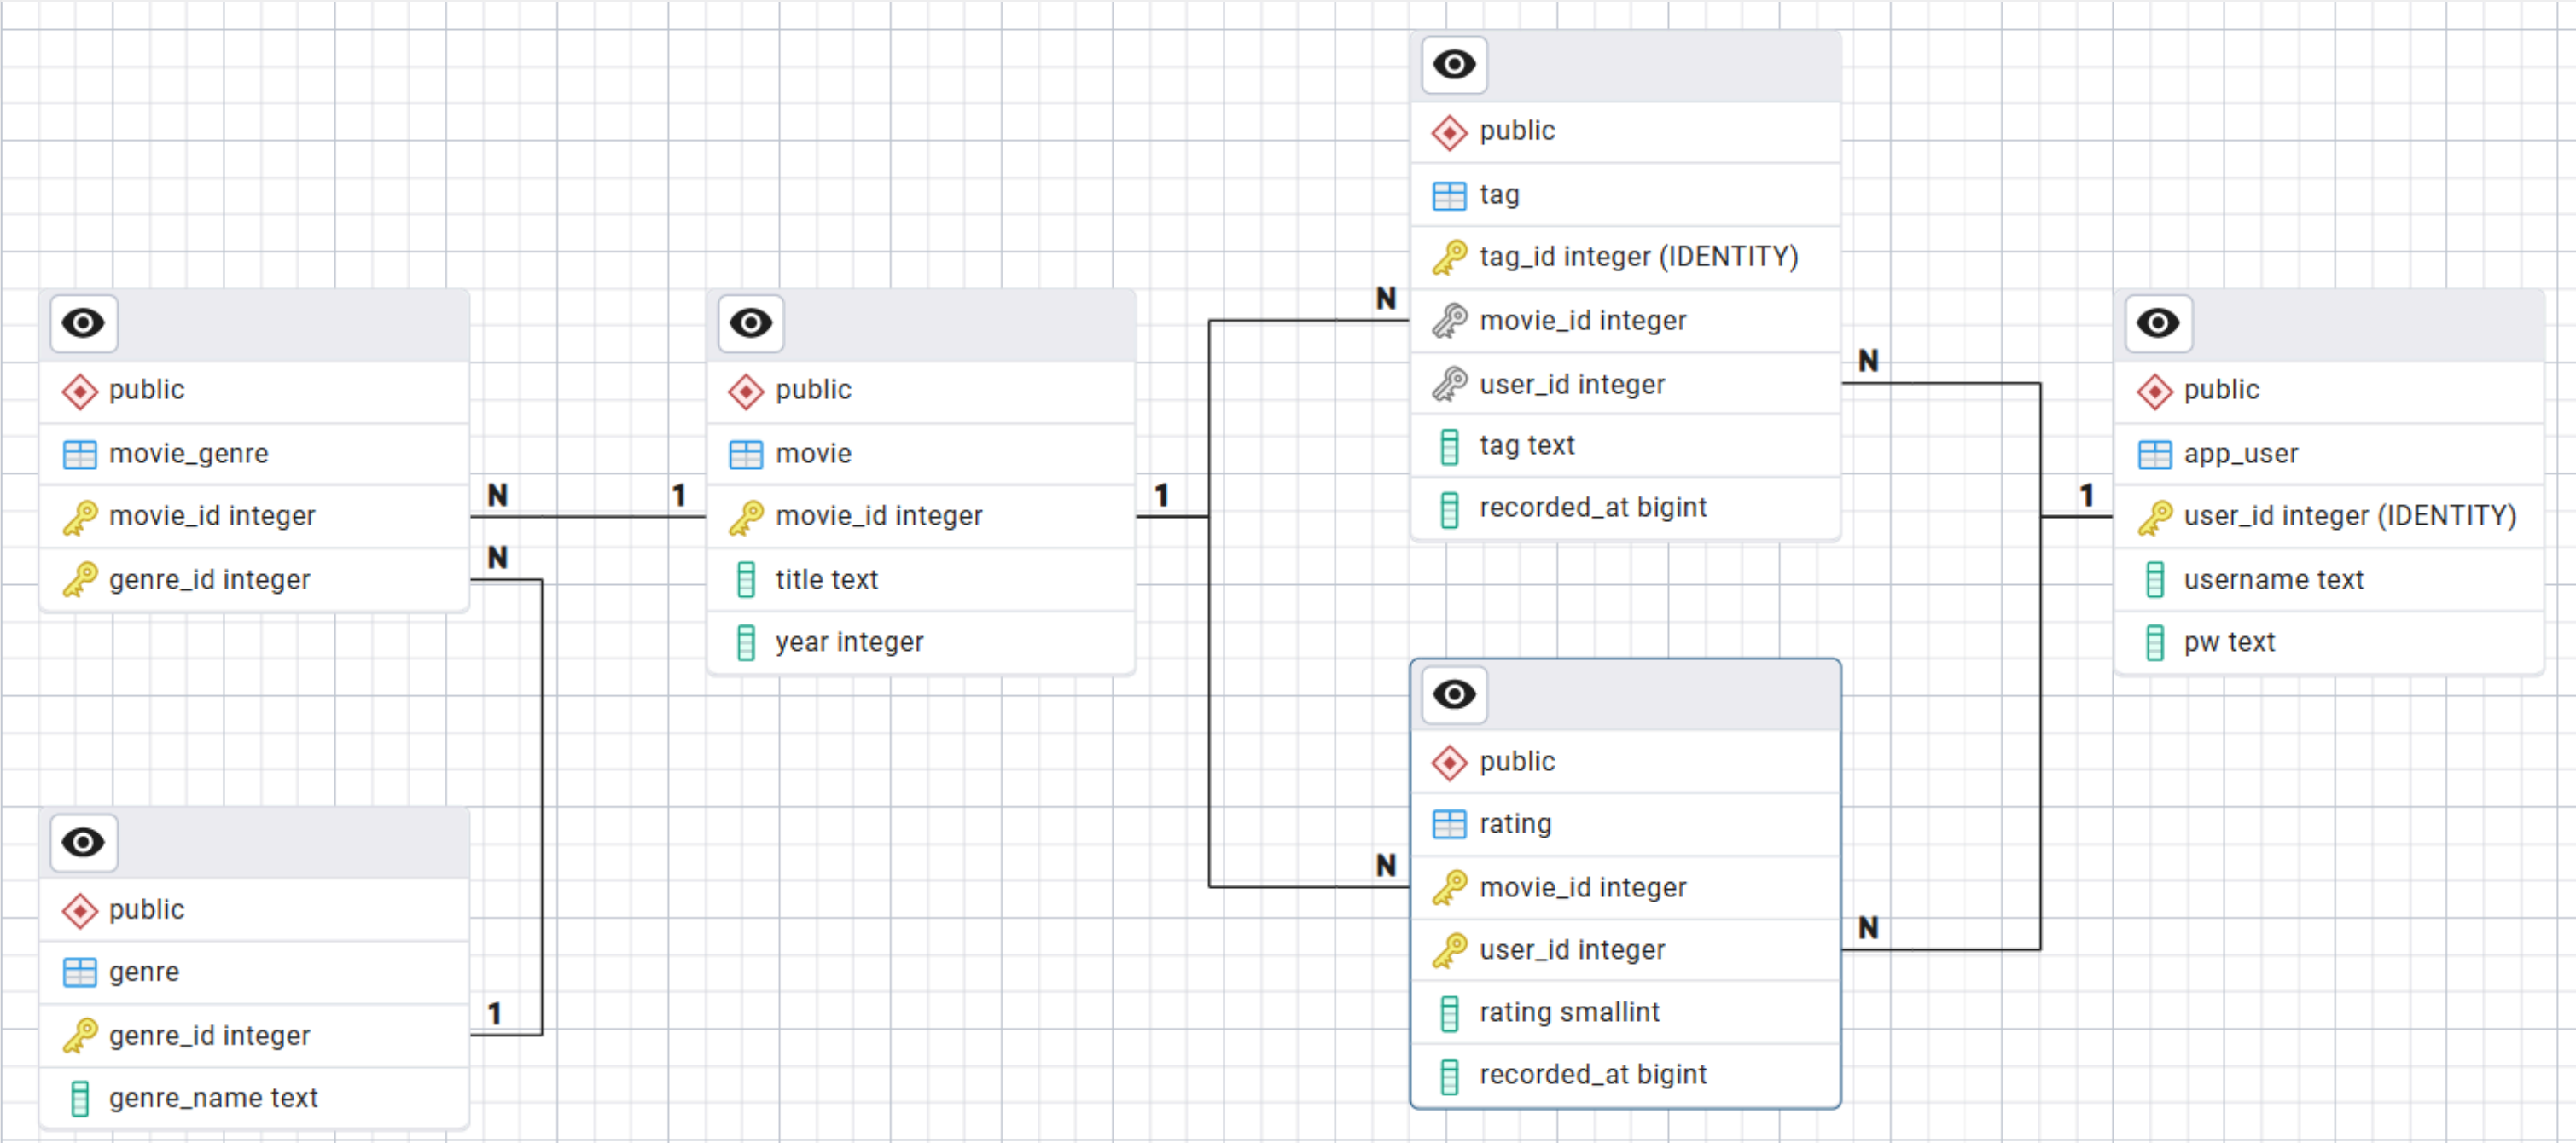 public
movie_genre
movie_id integer
genre_id integer
N
N
1
public
movie
movie_id integer
title text
year integer
1
public
genre
genre_id integer
genre_name text
1
N
public
tag
tag_id integer (IDENTITY)
movie_id integer
user_id integer
tag text
recorded_at bigint
N
N
public
rating
movie_id integer
user_id integer
rating smallint
recorded_at bigint
N
1
public
app_user
user_id integer (IDENTITY)
username text
pw text